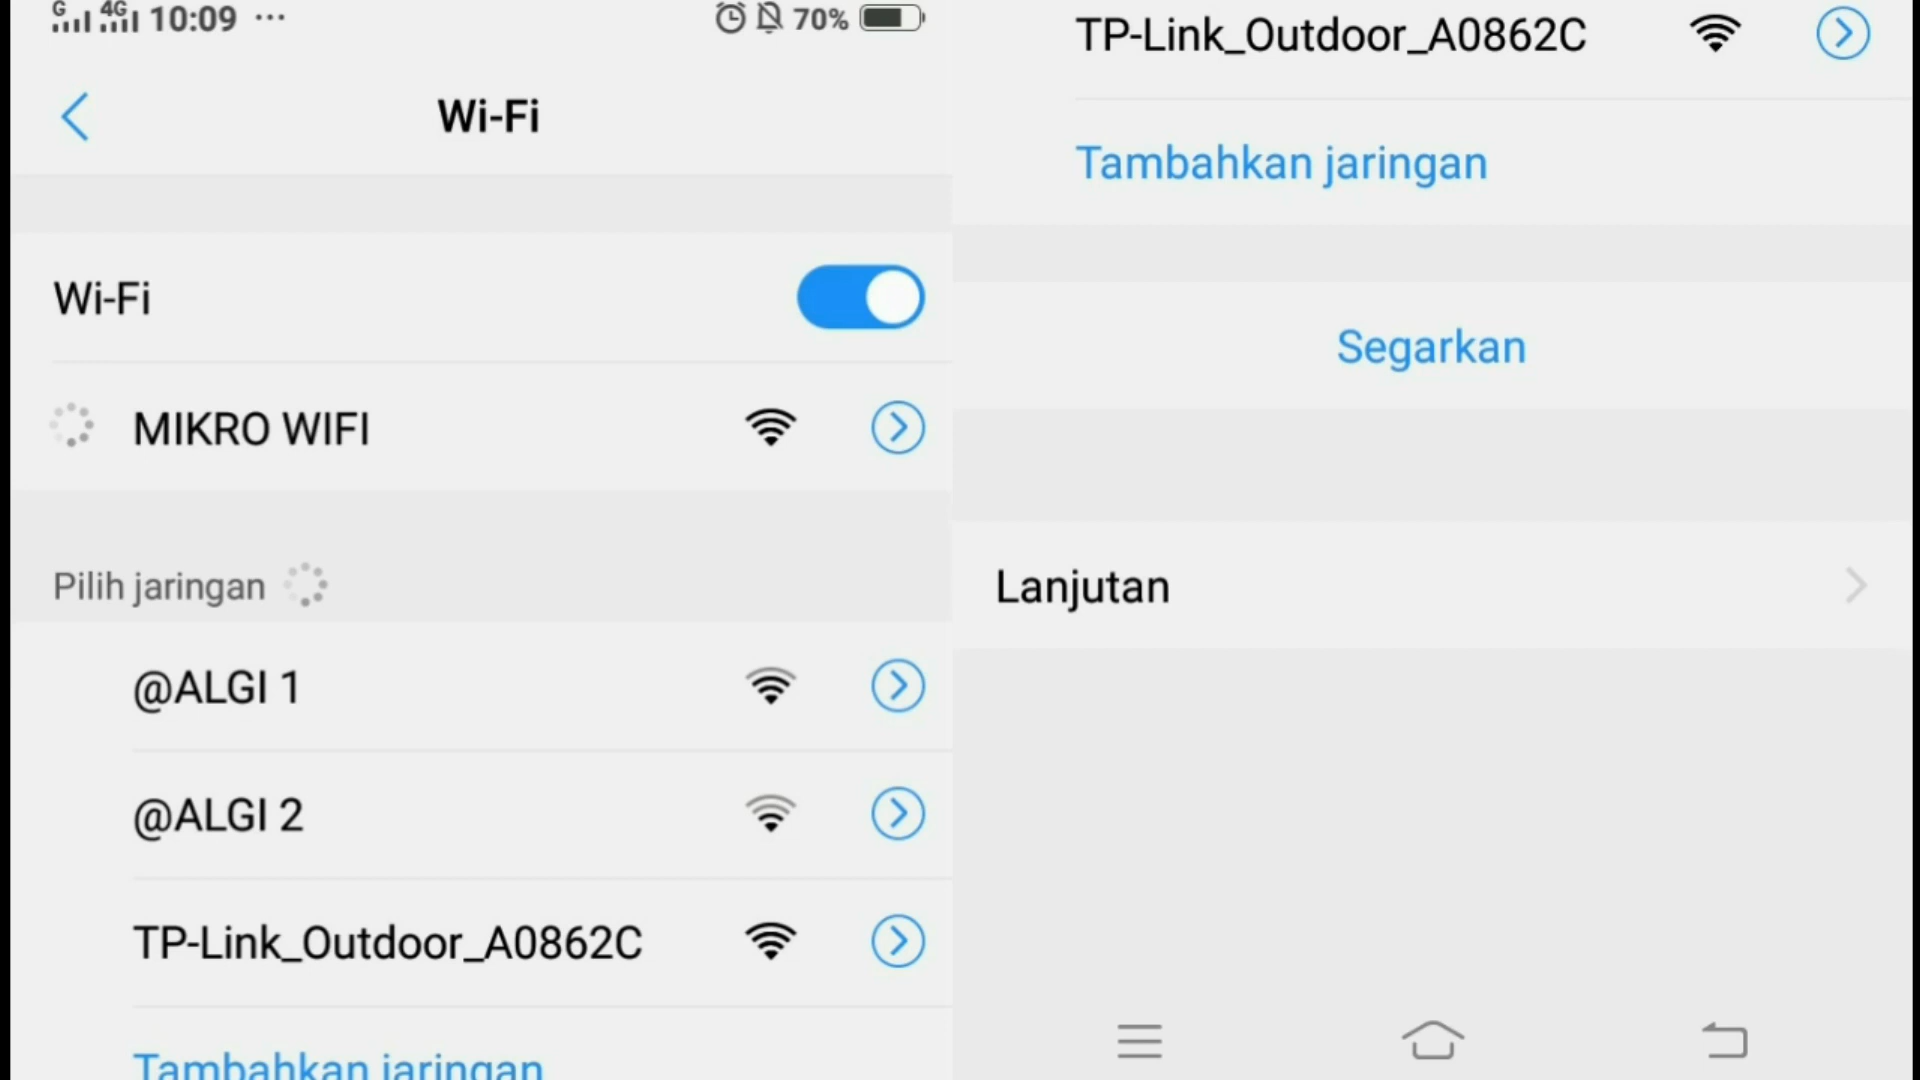 G 4G 10:09 ... 70%
Wi-Fi
Wi-Fi
MIKRO WIFI
Pilih jaringan
@ALGI 1
@ALGI 2
TP-Link_Outdoor_A0862C
Tambahkan jaringan
TP-Link_Outdoor_A0862C
Tambahkan jaringan
Segarkan
Lanjutan